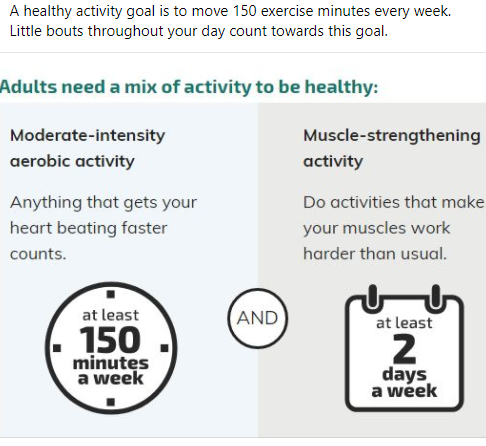 A healthy activity goal is to move 150 exercise minutes every week.
Little bouts throughout your day count towards this goal.
Adults need a mix of activity to be healthy:
Moderate-intensity
aerobic activity
Anything that gets your
heart beating faster
counts.
at least
150
minutes
a week
AND
Muscle-strengthening
activity
Do activities that make
your muscles work
harder than usual.
at least
2
days
a week